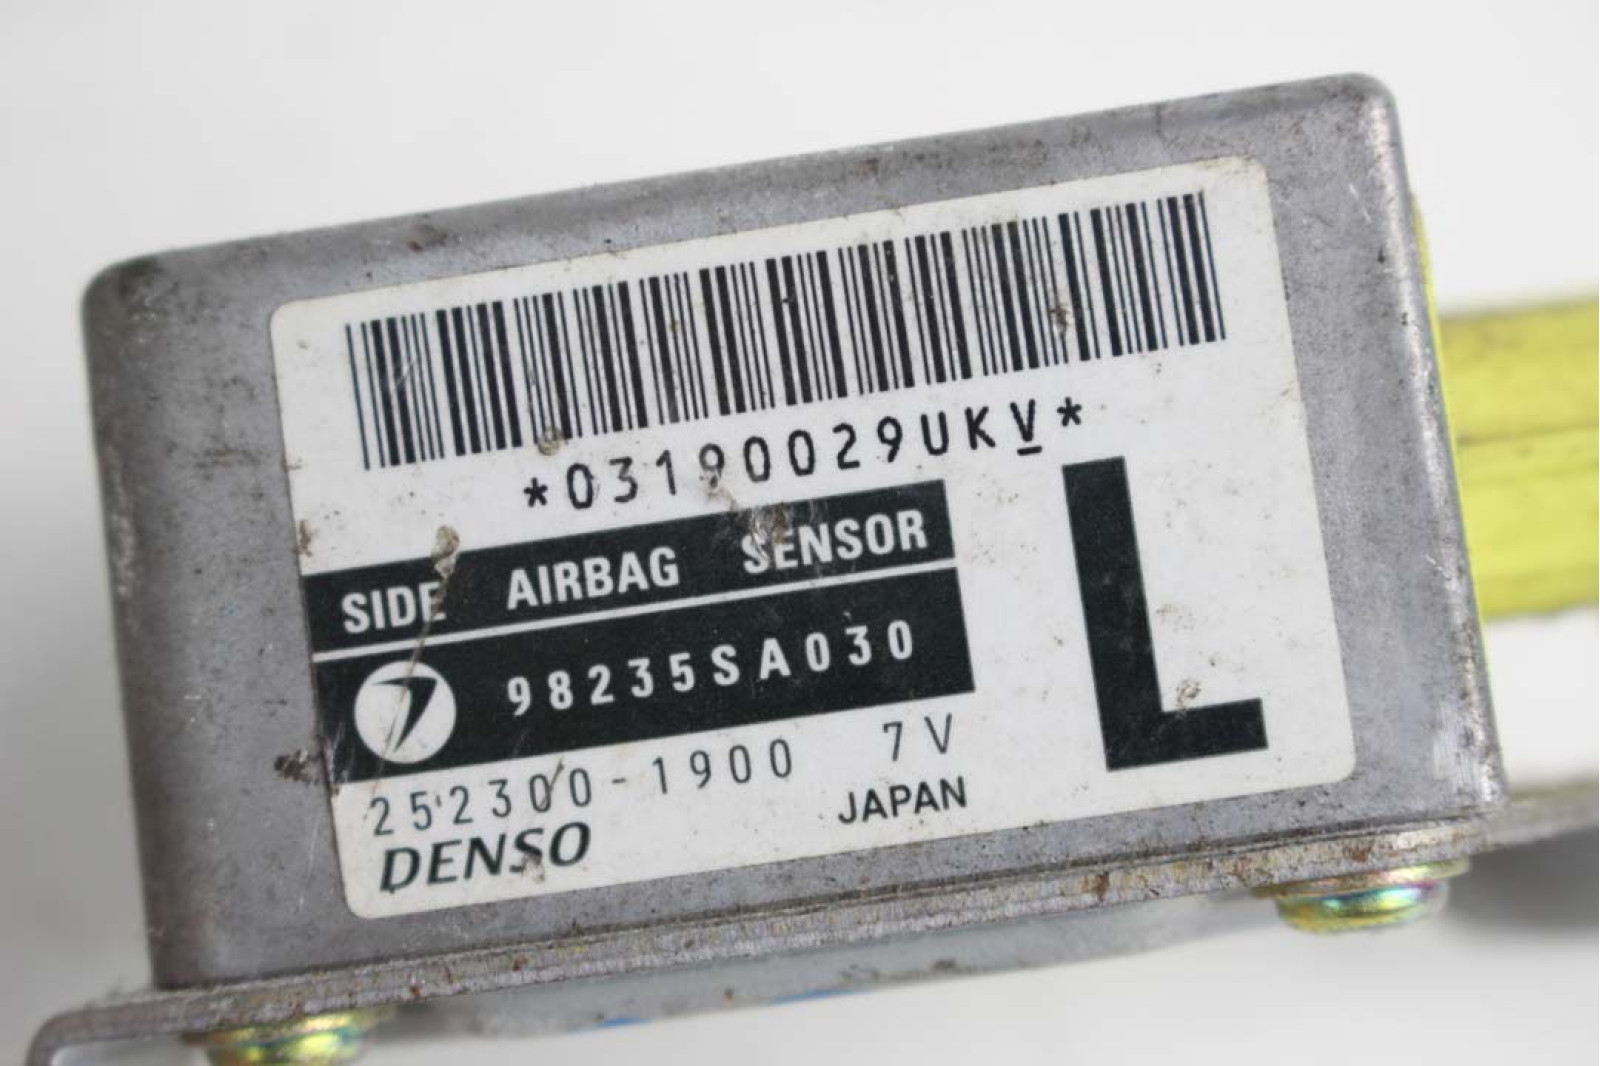 *03190029UKV*
SIDE AIRBAG SENSOR
98235SA030
L
252300-1900 7V
DENSO JAPAN